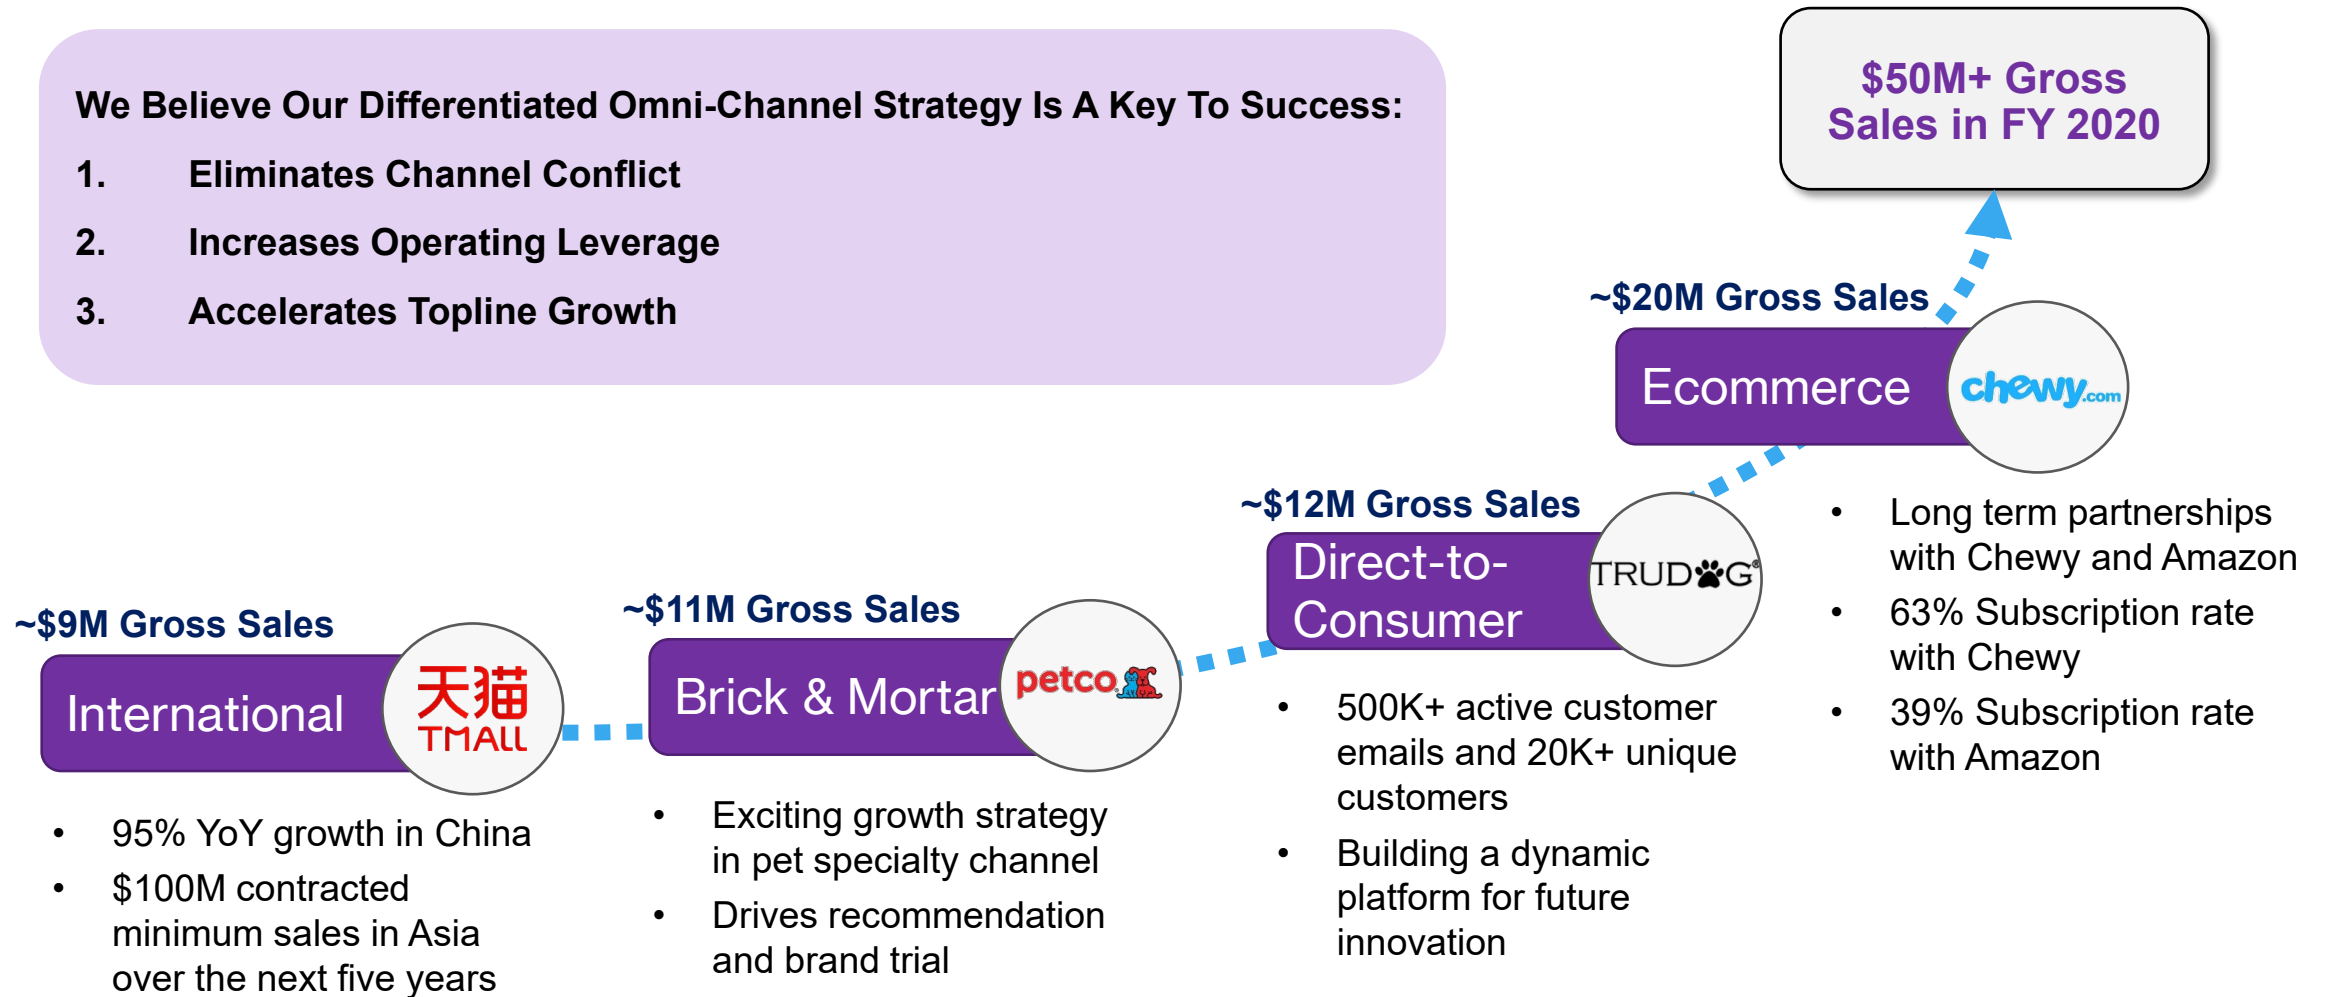 We Believe Our Differentiated Omni-Channel Strategy Is A Key To Success:
1. Eliminates Channel Conflict
2. Increases Operating Leverage
3. Accelerates Topline Growth
$50M+ Gross
Sales in FY 2020
~$9M Gross Sales
International
天猫
TMALL
• 95% YoY growth in China
• $100M contracted
minimum sales in Asia
over the next five years
~$11M Gross Sales
Brick & Mortar
petco
• Exciting growth strategy
in pet specialty channel
• Drives recommendation
and brand trial
~$12M Gross Sales
Direct-to-
Consumer
TRUDOG®
• 500K+ active customer
emails and 20K+ unique
customers
• Building a dynamic
platform for future
innovation
~$20M Gross Sales
Ecommerce
chewy.com
• Long term partnerships
with Chewy and Amazon
• 63% Subscription rate
with Chewy
• 39% Subscription rate
with Amazon